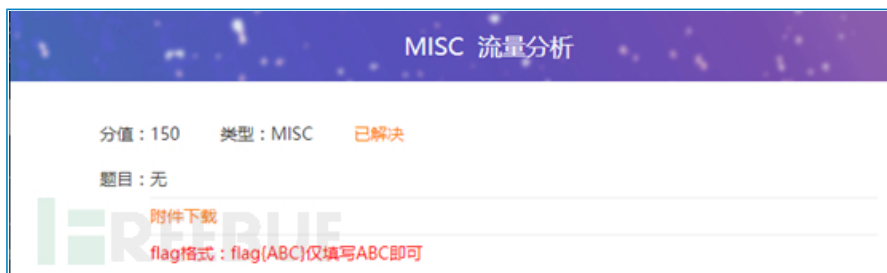 MISC 流量分析
分值：150 类型：MISC 已解决
题目：无
附件下载
REEBUF
flag格式：flag{ABC}仅填写ABC即可